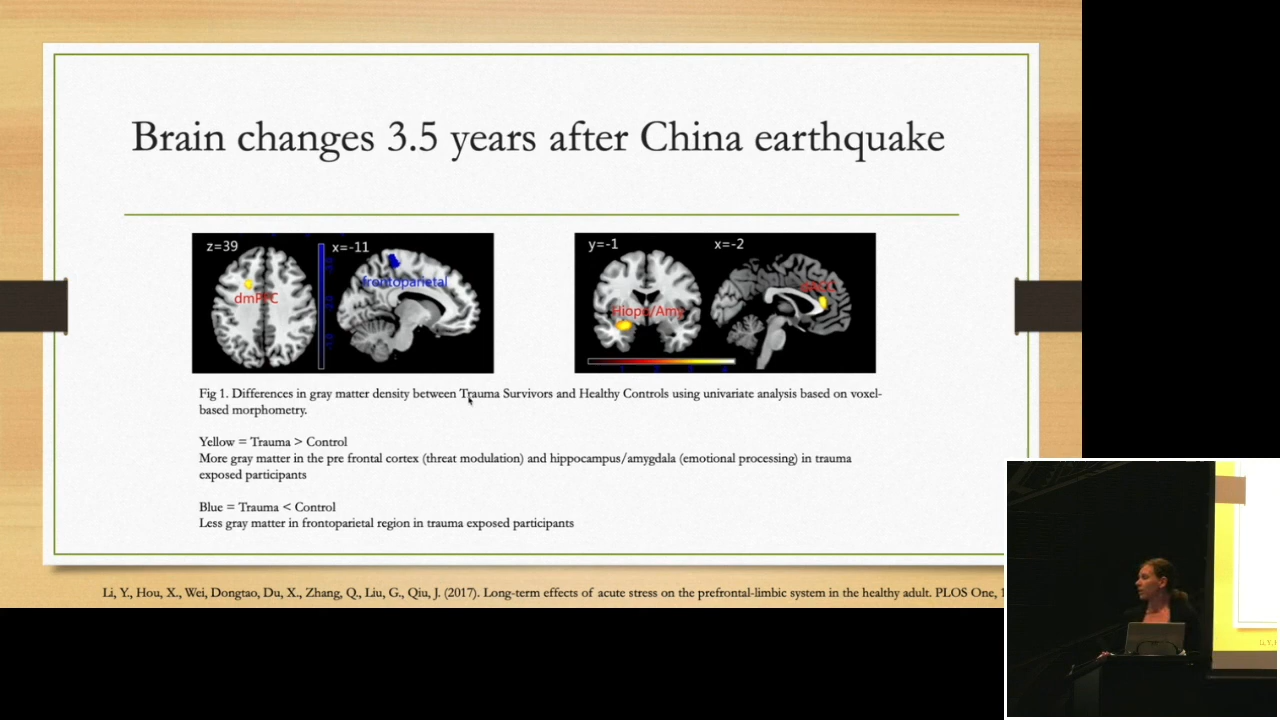 Brain changes 3.5 years after China earthquake
z=39
x=-11
frontoparietal
dmPFC
y=-1
x=-2
Hipp/Amy
Fig 1. Differences in gray matter density between Trauma Survivors and Healthy Controls using univariate analysis based on voxel-
based morphometry.
Yellow = Trauma > Control
More gray matter in the pre frontal cortex (threat modulation) and hippocampus/amygdala (emotional processing) in trauma
exposed participants
Blue = Trauma < Control
Less gray matter in frontoparietal region in trauma exposed participants
Li, Y., Hou, X., Wei, Dongtao, Du, X., Zhang, Q., Liu, G., Qiu, J. (2017). Long-term effects of acute stress on the prefrontal-limbic system in the healthy adult. PLOS One,